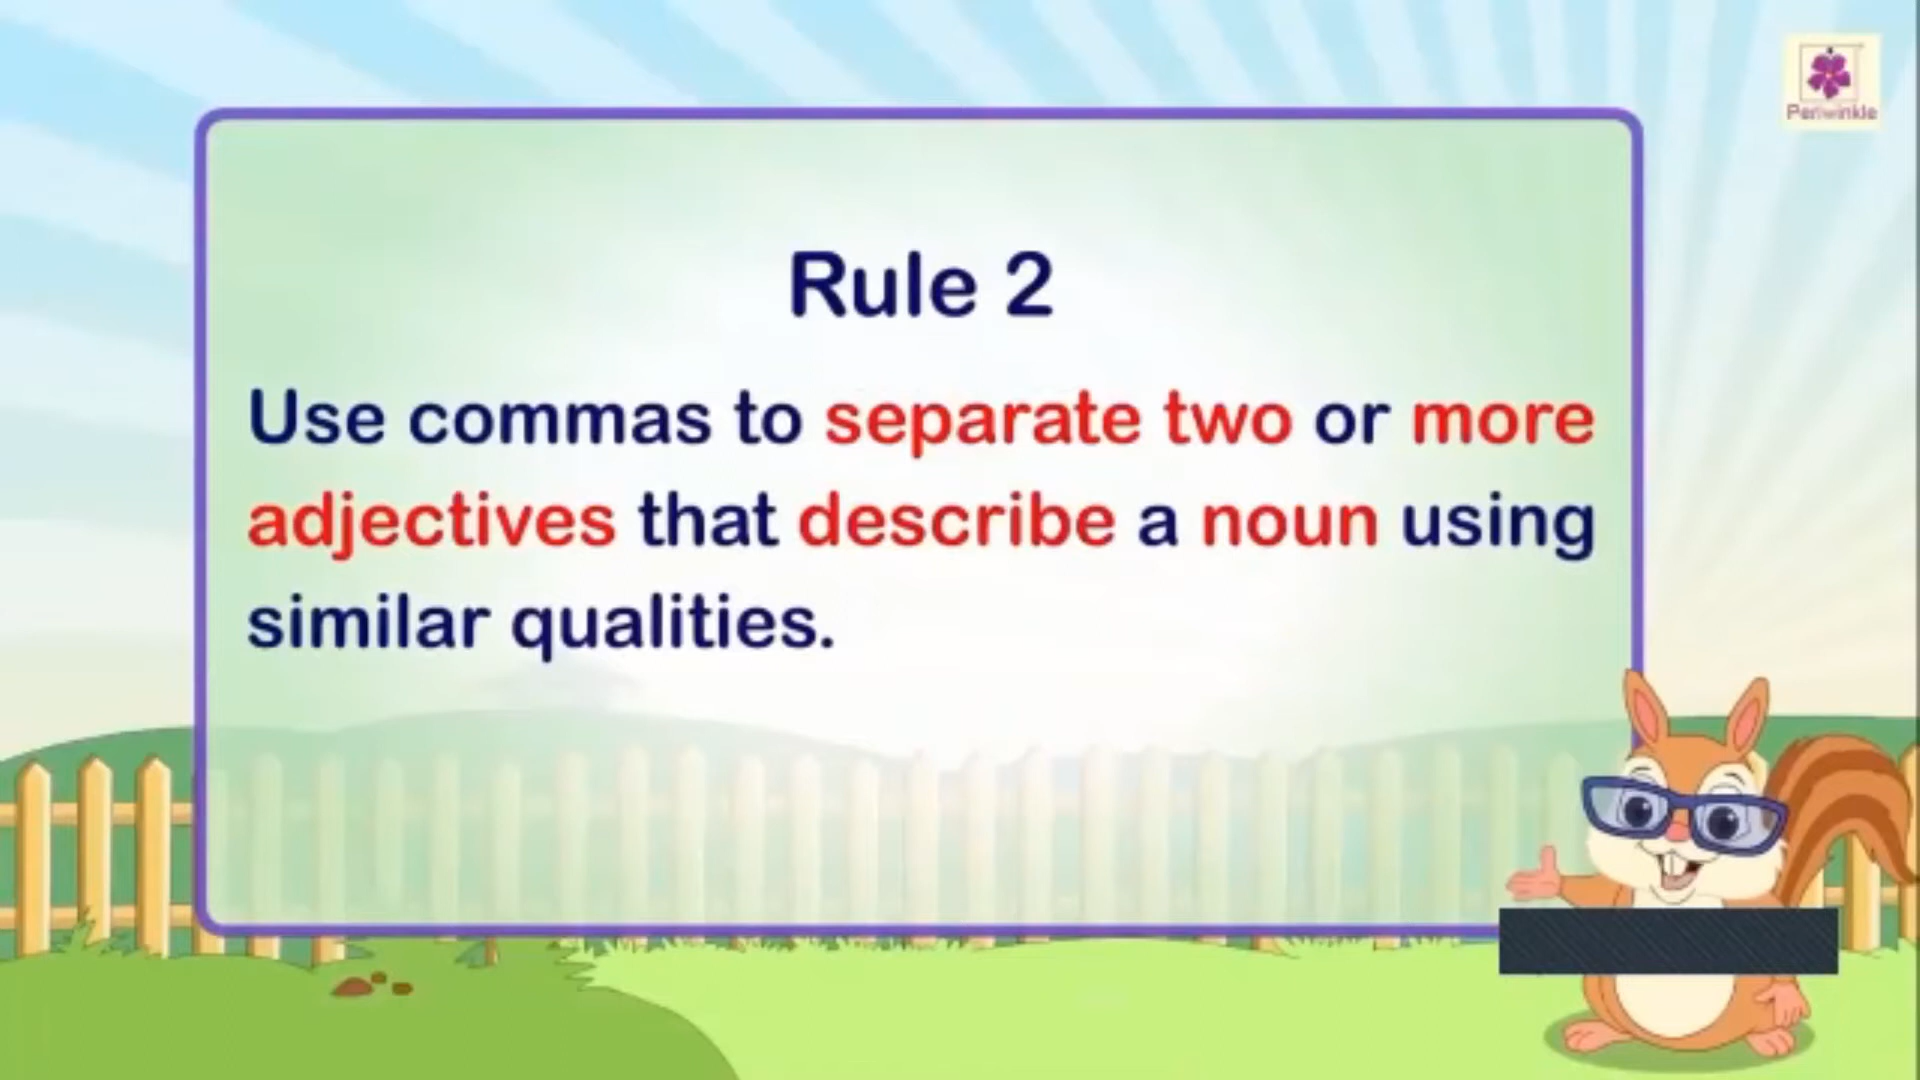 Periwinkle
Rule 2
Use commas to separate two or more
adjectives that describe a noun using
similar qualities.